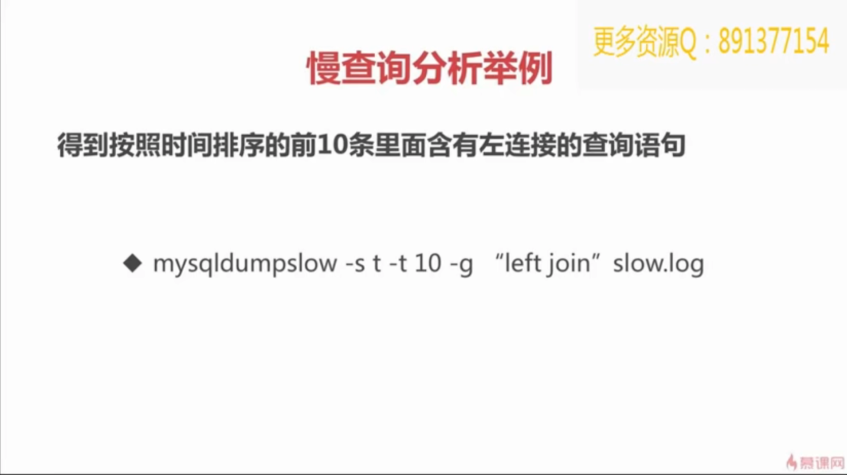 更多资源Q：891377154
慢查询分析举例
得到按照时间排序的前10条里面含有左连接的查询语句
◆ mysqldumpslow -s t -t 10 -g “left join”slow.log
慕课网